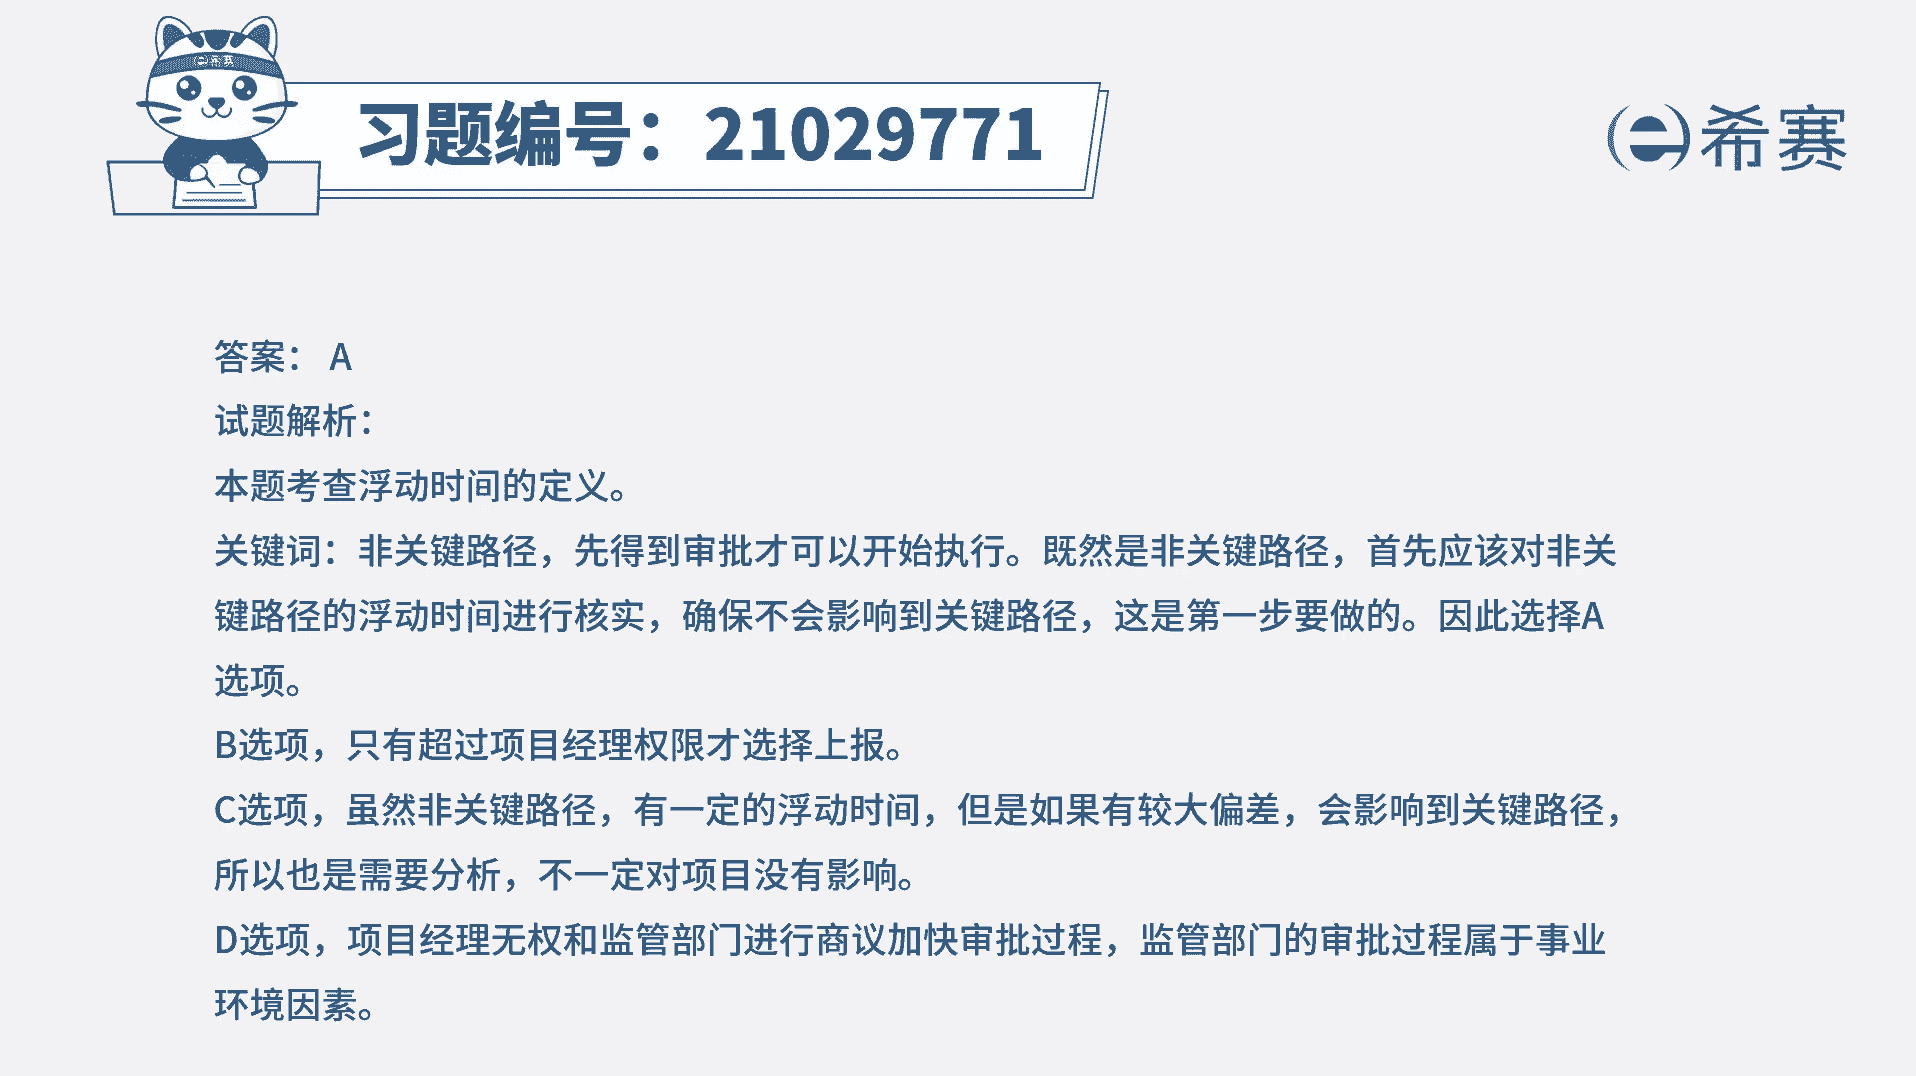 希赛
习题编号：21029771
希赛
答案： A
试题解析：
本题考查浮动时间的定义。
关键词：非关键路径，先得到审批才可以开始执行。既然是非关键路径，首先应该对非关
键路径的浮动时间进行核实，确保不会影响到关键路径，这是第一步要做的。因此选择A
选项。
B选项，只有超过项目经理权限才选择上报。
C选项，虽然非关键路径，有一定的浮动时间，但是如果有较大偏差，会影响到关键路径，
所以也是需要分析，不一定对项目没有影响。
D选项，项目经理无权和监管部门进行商议加快审批过程，监管部门的审批过程属于事业
环境因素。